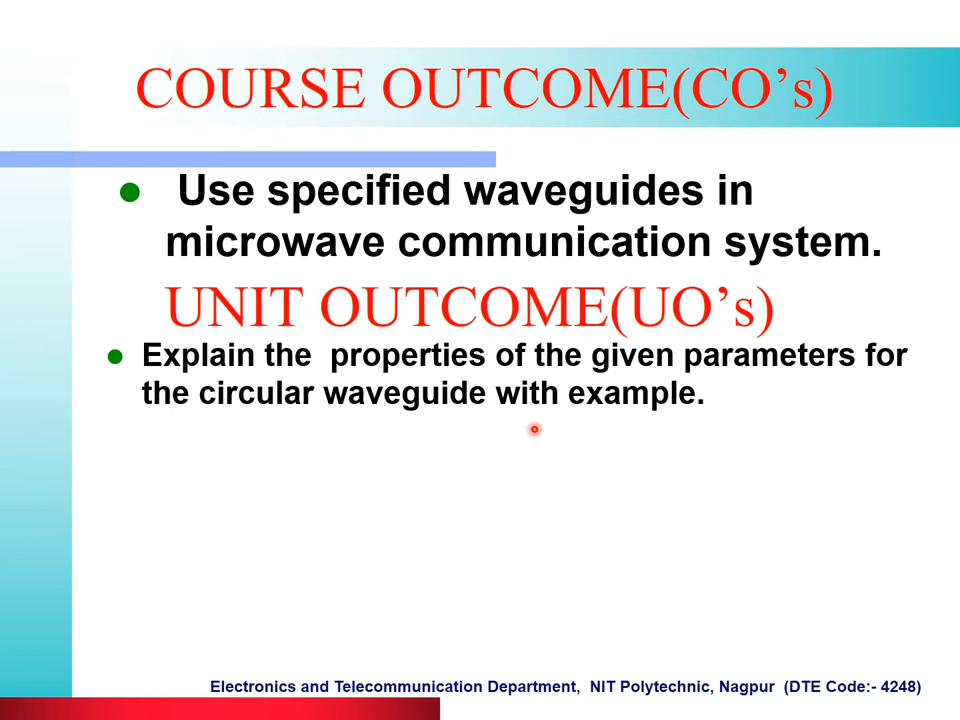 COURSE OUTCOME(CO's)
Use specified waveguides in
microwave communication system.
UNIT OUTCOME(UO's)
Explain the properties of the given parameters for
the circular waveguide with example.
Electronics and Telecommunication Department, NIT Polytechnic, Nagpur (DTE Code:- 4248)